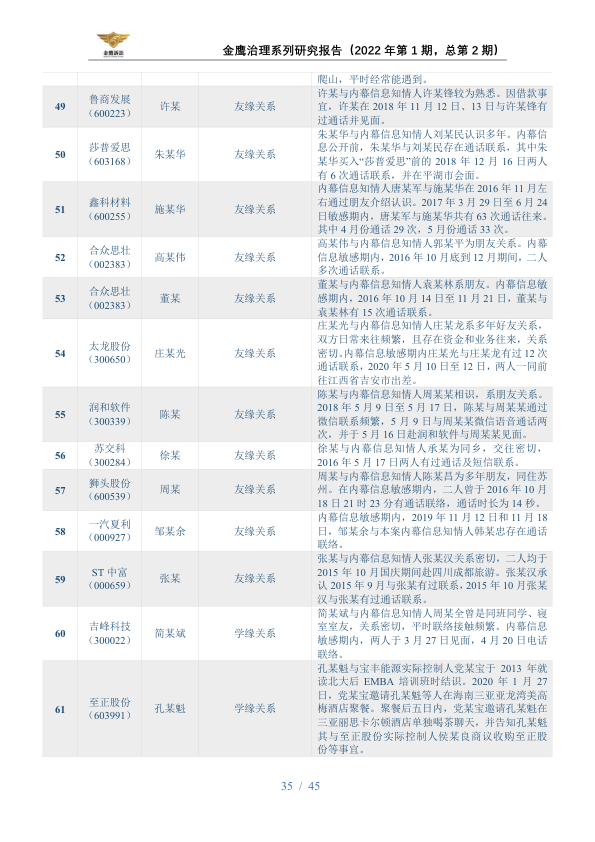 金鹰诉讼
金鹰治理系列研究报告（2022 年第 1 期，总第 2 期）
爬山，平时经常能遇到。
49 鲁商发展（600223） 许某 友缘关系
许某与内幕信息知情人许某锋较为熟悉。因借款事
宜，许某在 2018 年 11 月 12 日、13 日与许某锋有
过通话并见面。
50 莎普爱思（603168） 朱某华 友缘关系
朱某华与内幕信息知情人刘某民认识多年。内幕信
息公开前，朱某华与刘某民存在通话联系，其中朱
某华买入“莎普爱思”前的 2018 年 12 月 16 日两人
有 6 次通话联系，并在平湖市会面。
51 鑫科材料（600255） 施某华 友缘关系
内幕信息知情人唐某军与施某华在 2016 年 11 月左
右通过朋友介绍认识。2017 年 3 月 29 日至 6 月 24
日敏感期内，唐某军与施某华共有 63 次通话往来。
其中 4 月份通话 29 次，5 月份通话 33 次。
52 合众思壮（002383） 高某伟 友缘关系
高某伟与内幕信息知情人郭某平为朋友关系。内幕
信息敏感期内，2016 年 10 月底到 12 月期间，二人
多次通话联系。
53 合众思壮（002383） 董某 友缘关系
董某与内幕信息知情人袁某林系朋友。内幕信息敏
感期内，2016 年 10 月 14 日至 11 月 21 日，董某与
袁某林有 15 次通话联系。
54 太龙股份（300650） 庄某光 友缘关系
庄某光与内幕信息知情人庄某龙系多年好友关系，
双方日常来往频繁，且存在资金和业务往来，关系
密切。内幕信息敏感期内庄某光与庄某龙有过 12 次
通话联系，2020 年 5 月 10 日至 12 日，两人一同前
往江西省吉安市出差。
55 润和软件（300339） 陈某 友缘关系
陈某与内幕信息知情人周某某相识，系朋友关系。
2018 年 5 月 9 日至 5 月 17 日，陈某与周某某通过
微信联系频繁，5 月 9 日与周某某微信语音通话两
次，并于 5 月 16 日赴润和软件与周某某见面。
56 苏交科（300284） 徐某 友缘关系
徐某与内幕信息知情人承某为同乡，交往密切，
2016 年 5 月 17 日两人有过通话及短信联系。
57 狮头股份（600539） 周某 友缘关系
周某与内幕信息知情人陈某昌为多年朋友，同住苏
州。在内幕信息敏感期内，二人曾于 2016 年 10 月
18 日 21 时 23 分有通话联络，通话时长为 14 秒。
58 一汽夏利（000927） 邹某余 友缘关系
内幕信息敏感期内，2019 年 11 月 12 日和 11 月 18
日，邹某余与本案内幕信息知情人韩某忠存在通话
联络。
59 ST 中富（000659） 张某 友缘关系
张某与内幕信息知情人张某汉关系密切，二人均于
2015 年 10 月国庆期间赴四川成都旅游。张某汉承
认 2015 年 9 月与张某有过联系，2015 年 10 月张某
汉与张某有过通话联系。
60 吉峰科技（300022） 简某斌 学缘关系
简某斌与内幕信息知情人周某全曾是同班同学、寝
室室友，关系密切，平时联络接触频繁。内幕信息
敏感期内，两人于 3 月 27 日见面，4 月 20 日电话
联络。
61 至正股份（603991） 孔某魁 学缘关系
孔某魁与宝丰能源实际控制人党某宝于 2013 年就
读北大后 EMBA 培训班时结识。2020 年 1 月 27
日，党某宝邀请孔某魁等人在海南三亚亚龙湾美高
梅酒店聚餐。聚餐后五日内，党某宝邀请孔某魁在
三亚丽思卡尔顿酒店单独喝茶聊天，并告知孔某魁
其与至正股份实际控制人侯某良商议收购至正股
份等事宜。
35 / 45